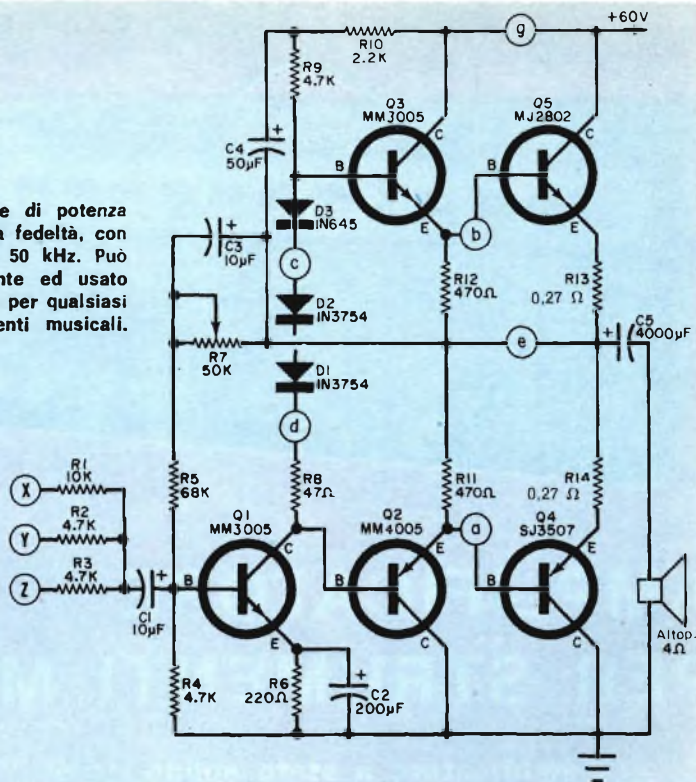 e di potenza
a fedeltà, con
50 kHz. Può
nte ed usato
per qualsiasi
enti musicali.
+60V
g
R10
2.2K
R9
4.7K
Q3
MM3005
Q5
MJ2802
C4
50µF
+
B
C
E
B
C
E
b
D3
IN645
C3
10µF
+
c
D2
IN3754
R12
470Ω
R13
0,27 Ω
R7
50K
e
+
C5
4000µF
D1
IN3754
d
R1
10K
X
R2
4.7K
Y
R3
4.7K
Z
C1
10µF
+
R5
68K
R8
47Ω
R11
470Ω
R14
0,27 Ω
Q1
MM3005
Q2
MM4005
a
Q4
SJ3507
B
C
E
B
E
C
B
E
C
Altop.
4Ω
R4
4.7K
R6
220Ω
+
C2
200µF